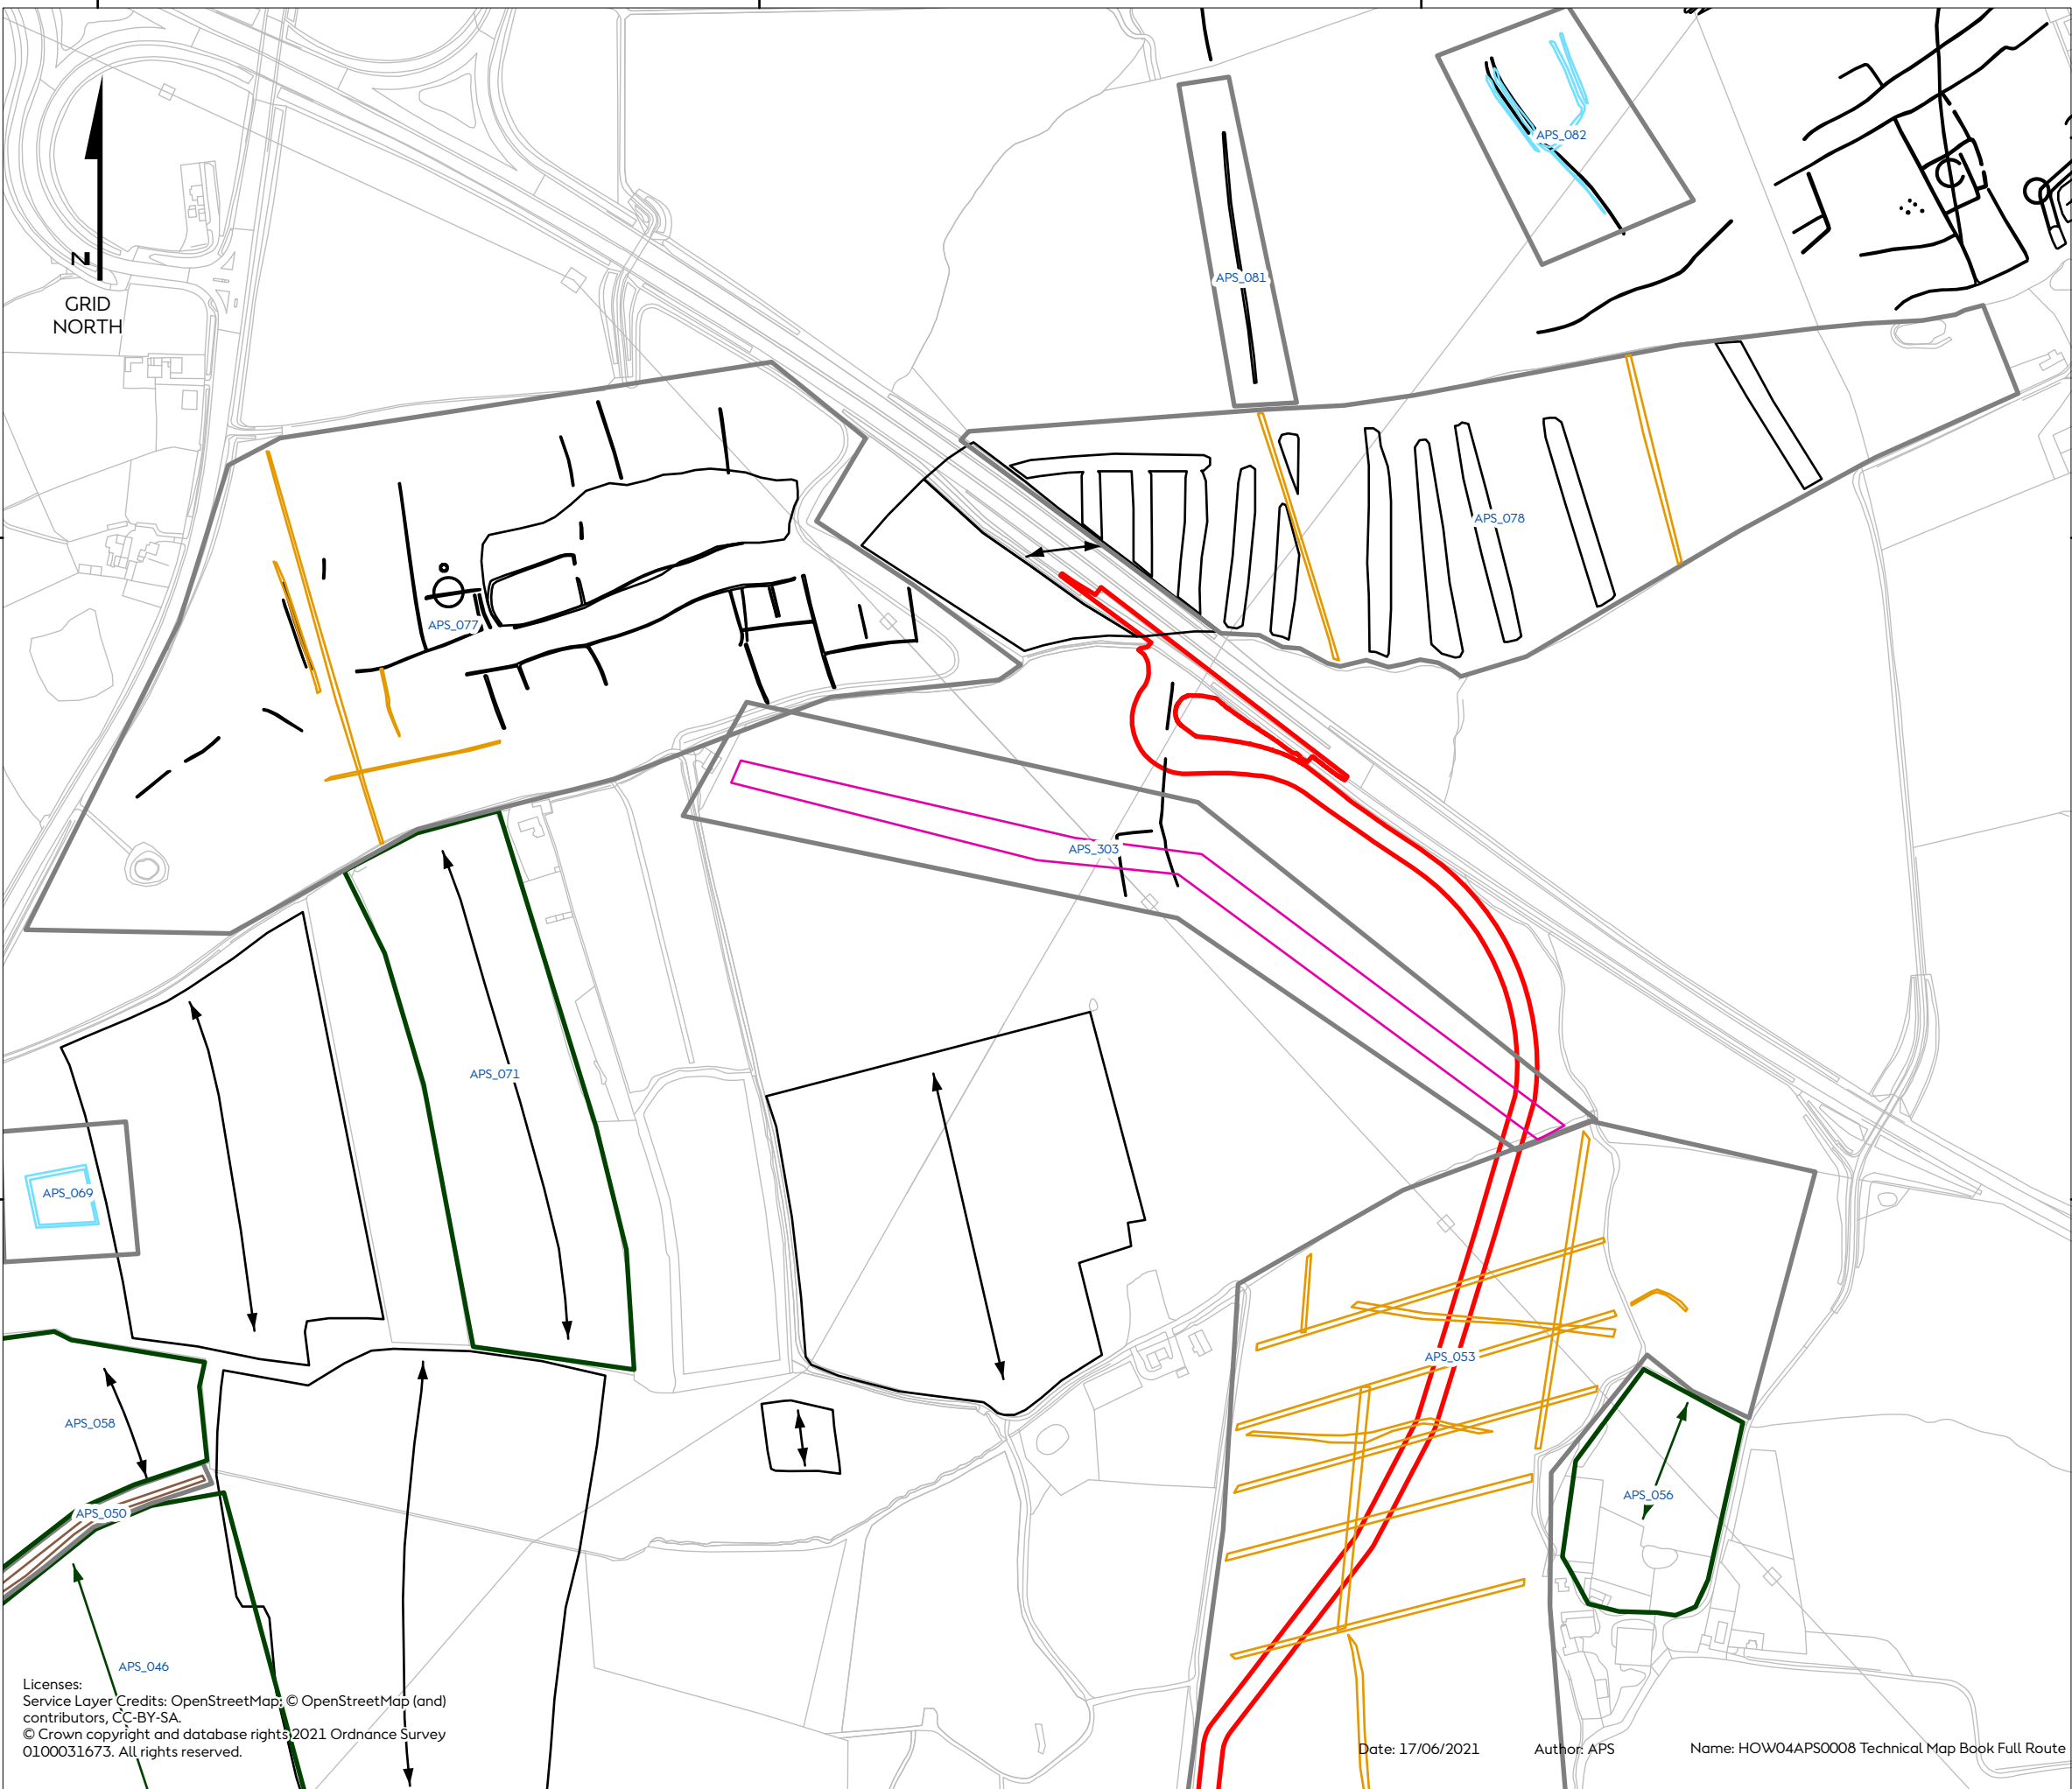 APS_082
APS_081
N
GRID
NORTH
APS_078
APS_077
APS_303
APS_071
APS_069
APS_053
APS_058
APS_056
APS_050
APS_046
Licenses:
Service Layer Credits: OpenStreetMap: © OpenStreetMap (and)
contributors, CC-BY-SA.
© Crown copyright and database rights 2021 Ordnance Survey
0100031673. All rights reserved.
Date: 17/06/2021
Author: APS
Name: HOW04APS0008 Technical Map Book Full Route